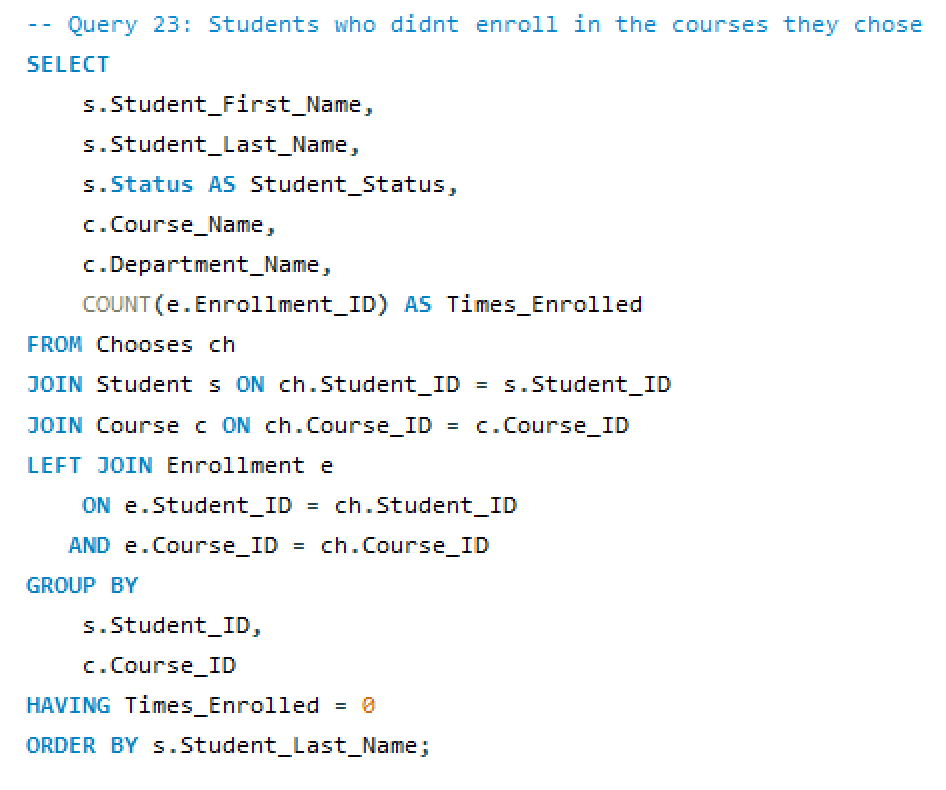 -- Query 23: Students who didnt enroll in the courses they chose
SELECT
    s.Student_First_Name,
    s.Student_Last_Name,
    s.Status AS Student_Status,
    c.Course_Name,
    c.Department_Name,
    COUNT(e.Enrollment_ID) AS Times_Enrolled
FROM Chooses ch
JOIN Student s ON ch.Student_ID = s.Student_ID
JOIN Course c ON ch.Course_ID = c.Course_ID
LEFT JOIN Enrollment e
    ON e.Student_ID = ch.Student_ID
   AND e.Course_ID = ch.Course_ID
GROUP BY
    s.Student_ID,
    c.Course_ID
HAVING Times_Enrolled = 0
ORDER BY s.Student_Last_Name;